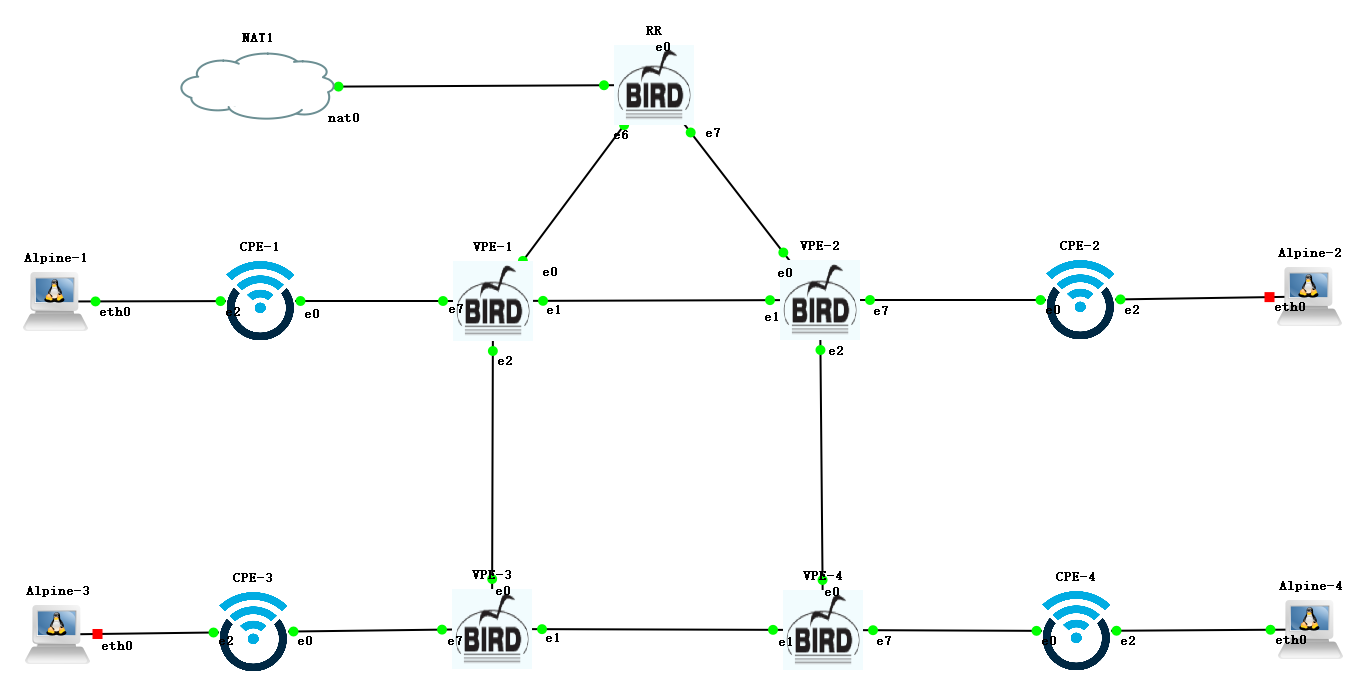 NAT1
RR
e0
BIRD
nat0
e6
e7
Alpine-1
CPE-1
VPE-1
VPE-2
CPE-2
Alpine-2
e0
e0
eth0
e2
e0
e7
BIRD
e1
e1
BIRD
e7
e0
e2
eth0
e2
e2
Alpine-3
CPE-3
VPE-3
VPE-4
CPE-4
Alpine-4
e0
e0
eth0
e2
e0
e7
BIRD
e1
e1
BIRD
e7
e0
e2
eth0